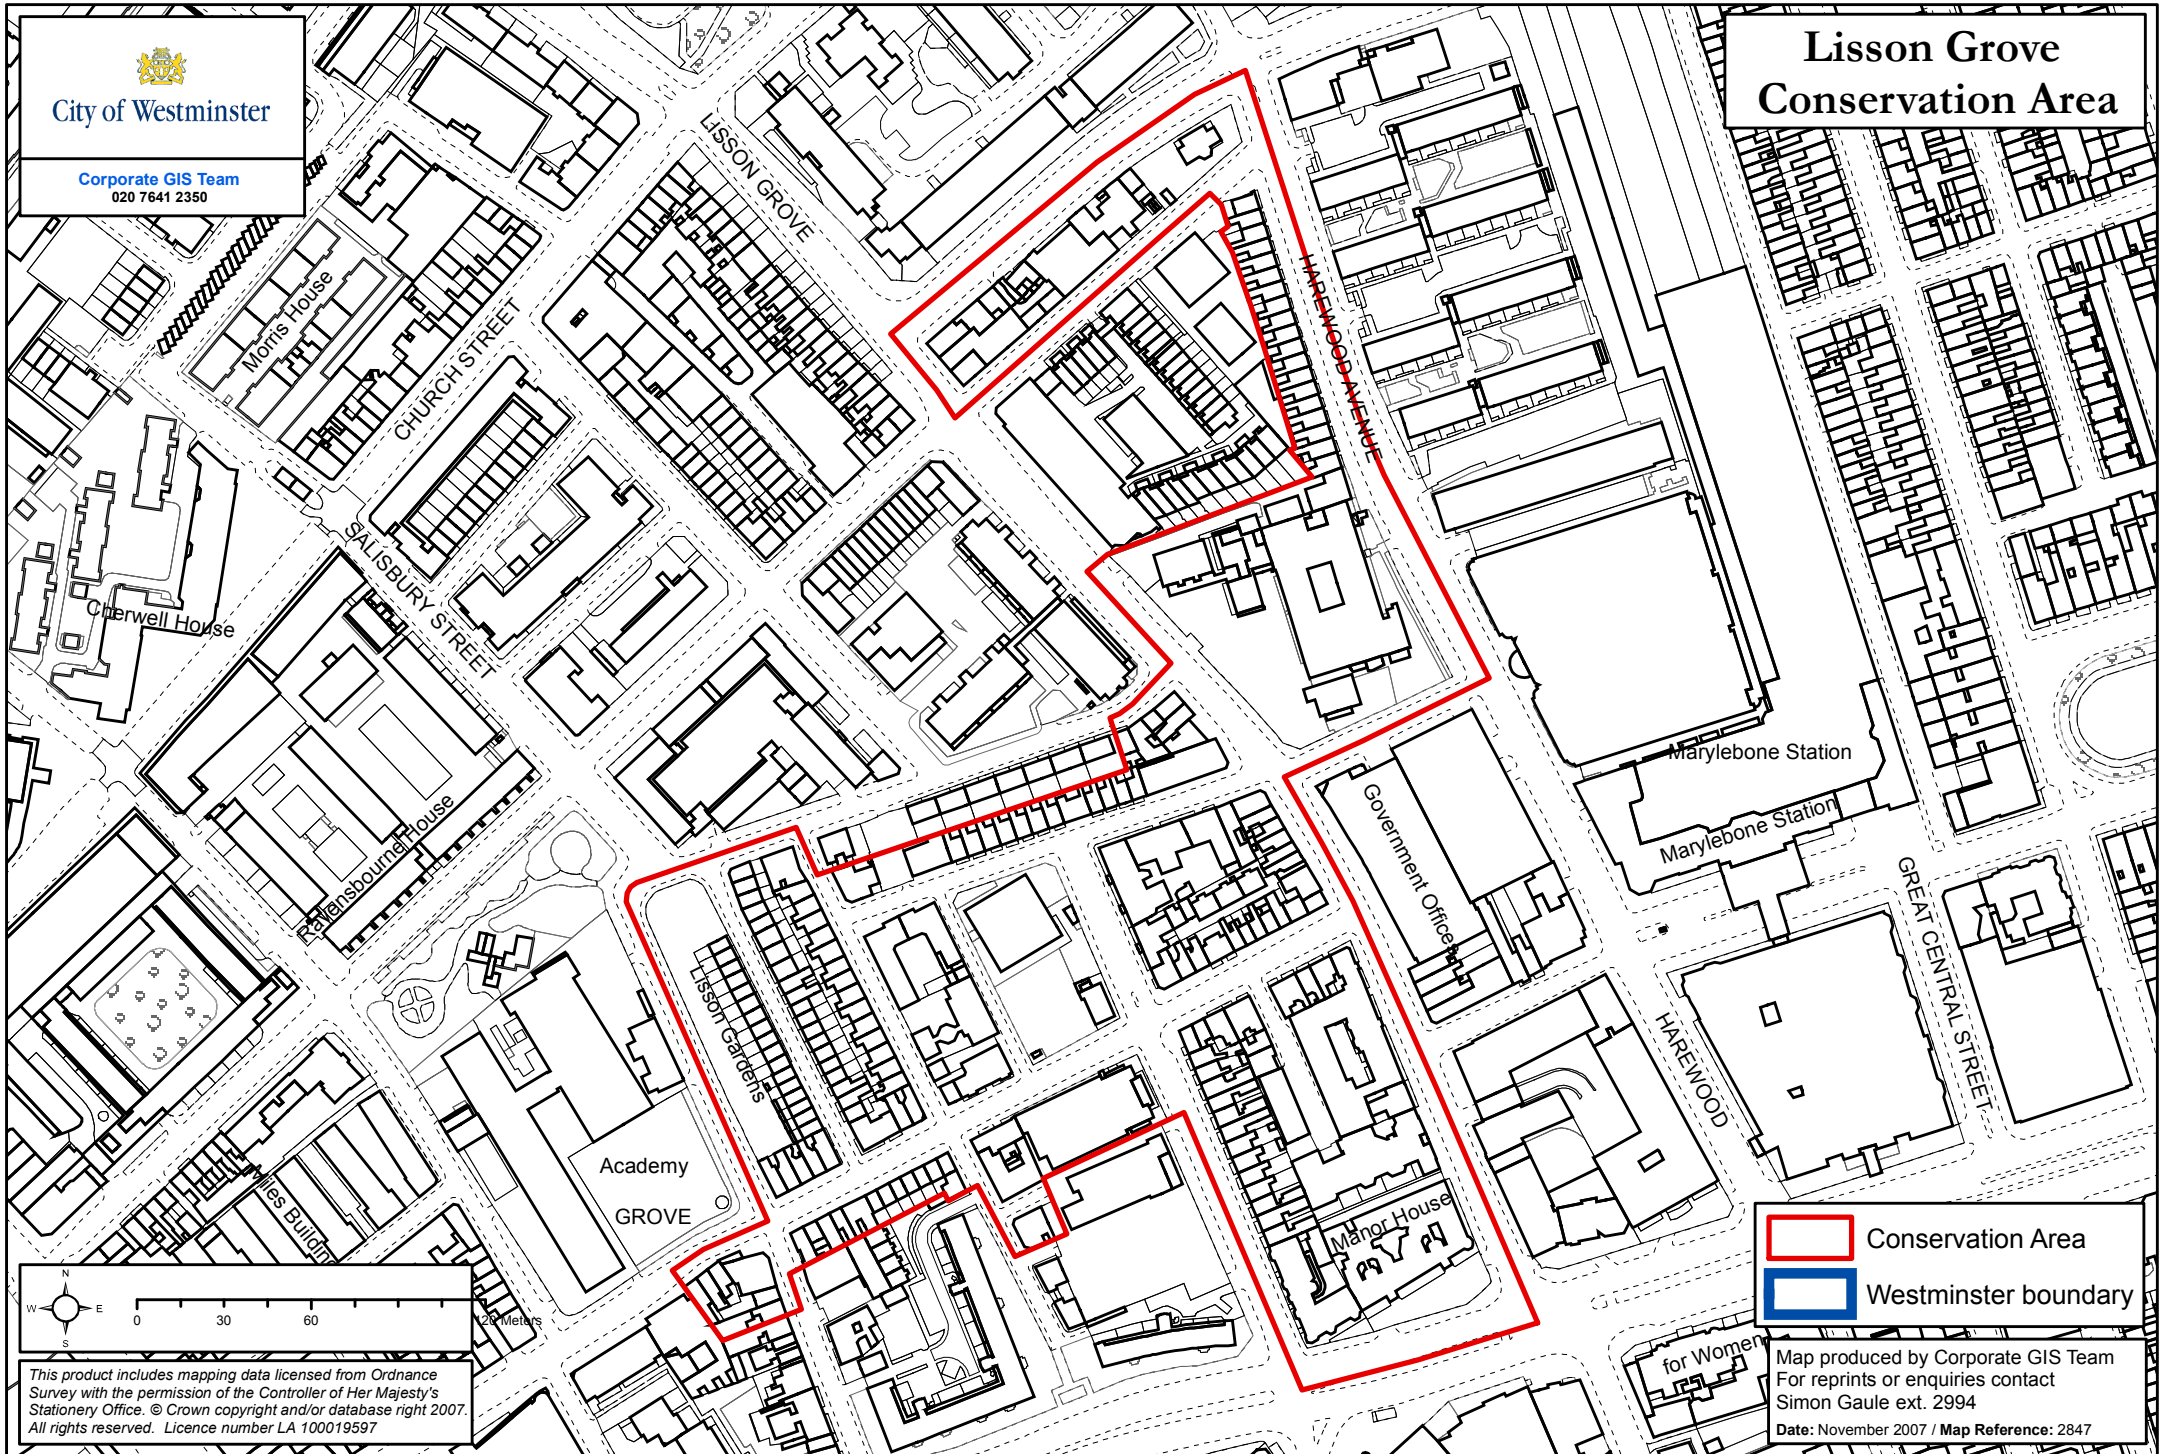 City of Westminster
Corporate GIS Team
020 7641 2350
Lisson Grove
Conservation Area
LISSON GROVE
HAREWOOD AVENUE
Morris House
CHURCH STREET
SALISBURY STREET
Cherwell House
Ravensbourne House
Marylebone Station
Marylebone Station
Government Offices
GREAT CENTRAL STREET
HAREWOOD
Lisson Gardens
Academy
GROVE
Manor House
for Women
N
W
E
S
0
30
60
120 Meters
This product includes mapping data licensed from Ordnance
Survey with the permission of the Controller of Her Majesty's
Stationery Office. © Crown copyright and/or database right 2007.
All rights reserved. Licence number LA 100019597
Conservation Area
Westminster boundary
Map produced by Corporate GIS Team
For reprints or enquiries contact
Simon Gaule ext. 2994
Date: November 2007 / Map Reference: 2847